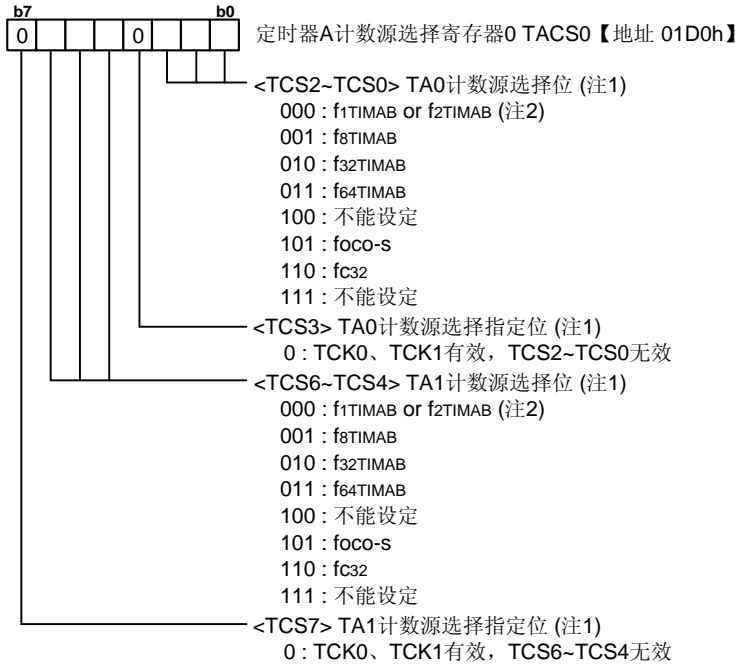 b7 b0
0 0 定时器A计数源选择寄存器0 TACS0【地址 01D0h】
<TCS2~TCS0> TA0计数源选择位 (注1)
000 : f1TIMAB or f2TIMAB (注2)
001 : f8TIMAB
010 : f32TIMAB
011 : f64TIMAB
100 : 不能设定
101 : foco-s
110 : fc32
111 : 不能设定
<TCS3> TA0计数源选择指定位 (注1)
0 : TCK0、TCK1有效，TCS2~TCS0无效
<TCS6~TCS4> TA1计数源选择位 (注1)
000 : f1TIMAB or f2TIMAB (注2)
001 : f8TIMAB
010 : f32TIMAB
011 : f64TIMAB
100 : 不能设定
101 : foco-s
110 : fc32
111 : 不能设定
<TCS7> TA1计数源选择指定位 (注1)
0 : TCK0、TCK1有效，TCS6~TCS4无效